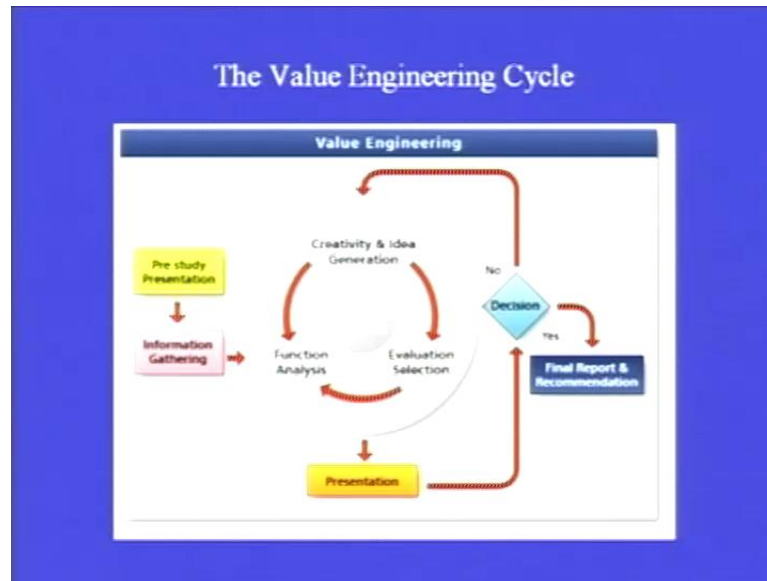 The Value Engineering Cycle
Value Engineering
Creativity & Idea
Generation
Pre study
Presentation
No
Decision
Information
Gathering
Function
Analysis
Evaluation
Selection
Yes
Final Report &
Recommendation
Presentation